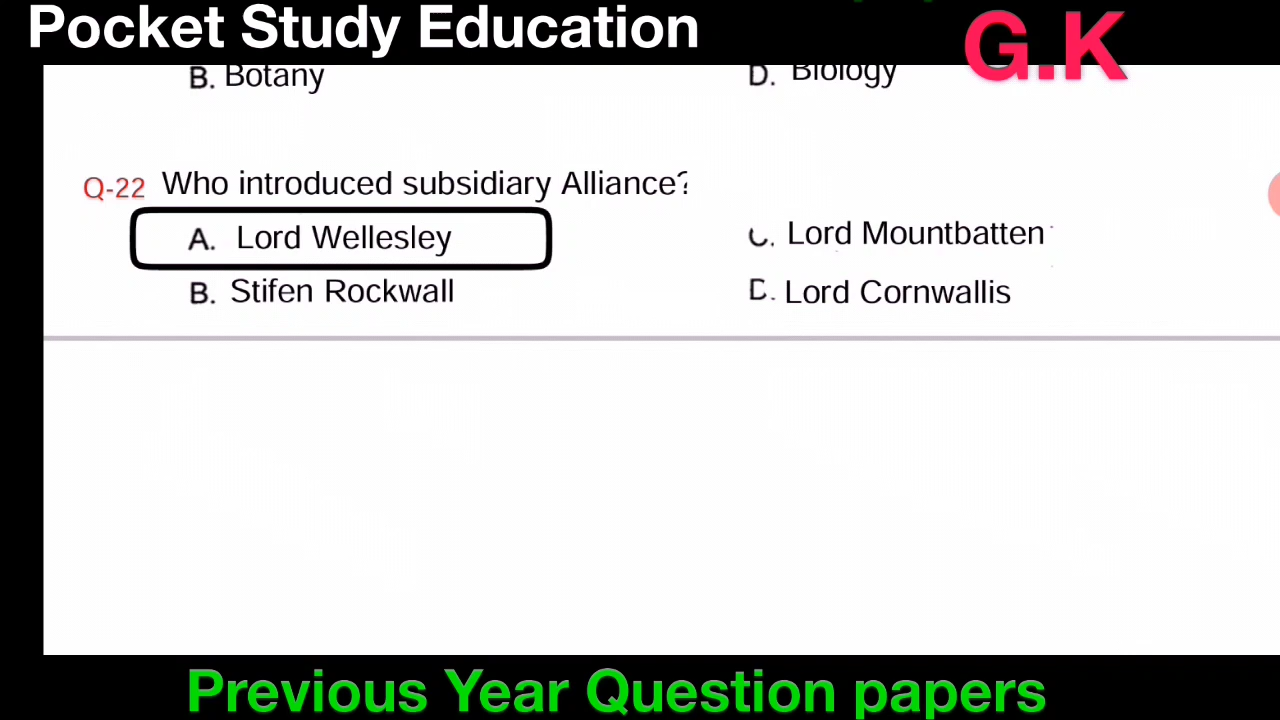 Pocket Study Education
G.K
B. Botany
D. Biology
Q-22 Who introduced subsidiary Alliance?
A. Lord Wellesley
C. Lord Mountbatten
B. Stifen Rockwall
D. Lord Cornwallis
Previous Year Question papers